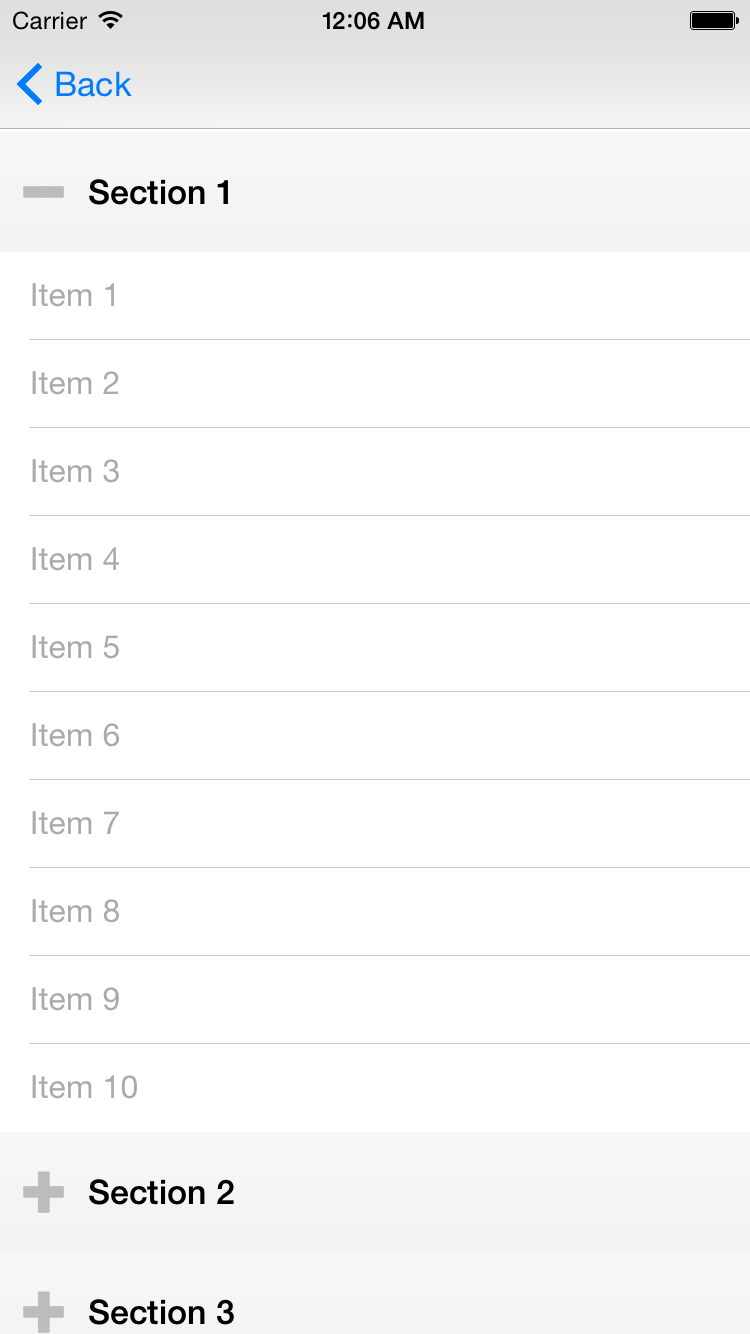 Carrier 12:06 AM
Back
Section 1
Item 1
Item 2
Item 3
Item 4
Item 5
Item 6
Item 7
Item 8
Item 9
Item 10
Section 2
Section 3